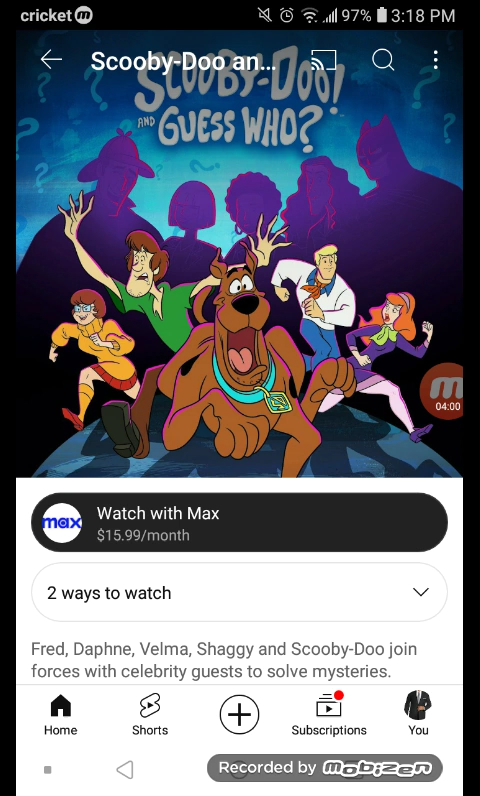 cricket 97% 3:18 PM
Scooby-Doo an...
SCOOBY-DOO!
AND GUESS WHO?
04:00
max
Watch with Max
$15.99/month
2 ways to watch
Fred, Daphne, Velma, Shaggy and Scooby-Doo join
forces with celebrity guests to solve mysteries.
Home Shorts Subscriptions You
Recorded by mobizen